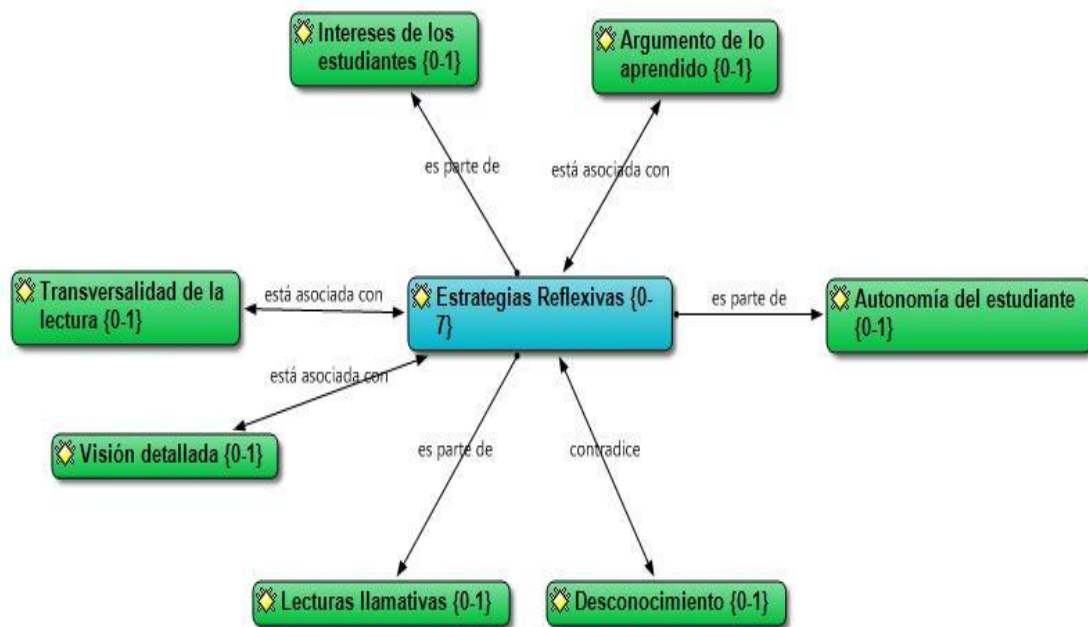 Intereses de los
estudiantes {0-1}
Argumento de lo
aprendido {0-1}
es parte de
está asociada con
Transversalidad de la
lectura {0-1}
está asociada con
Estrategias Reflexivas {0-
7}
es parte de
Autonomía del estudiante
{0-1}
está asociada con
Visión detallada {0-1}
es parte de
contradice
Lecturas llamativas {0-1}
Desconocimiento {0-1}